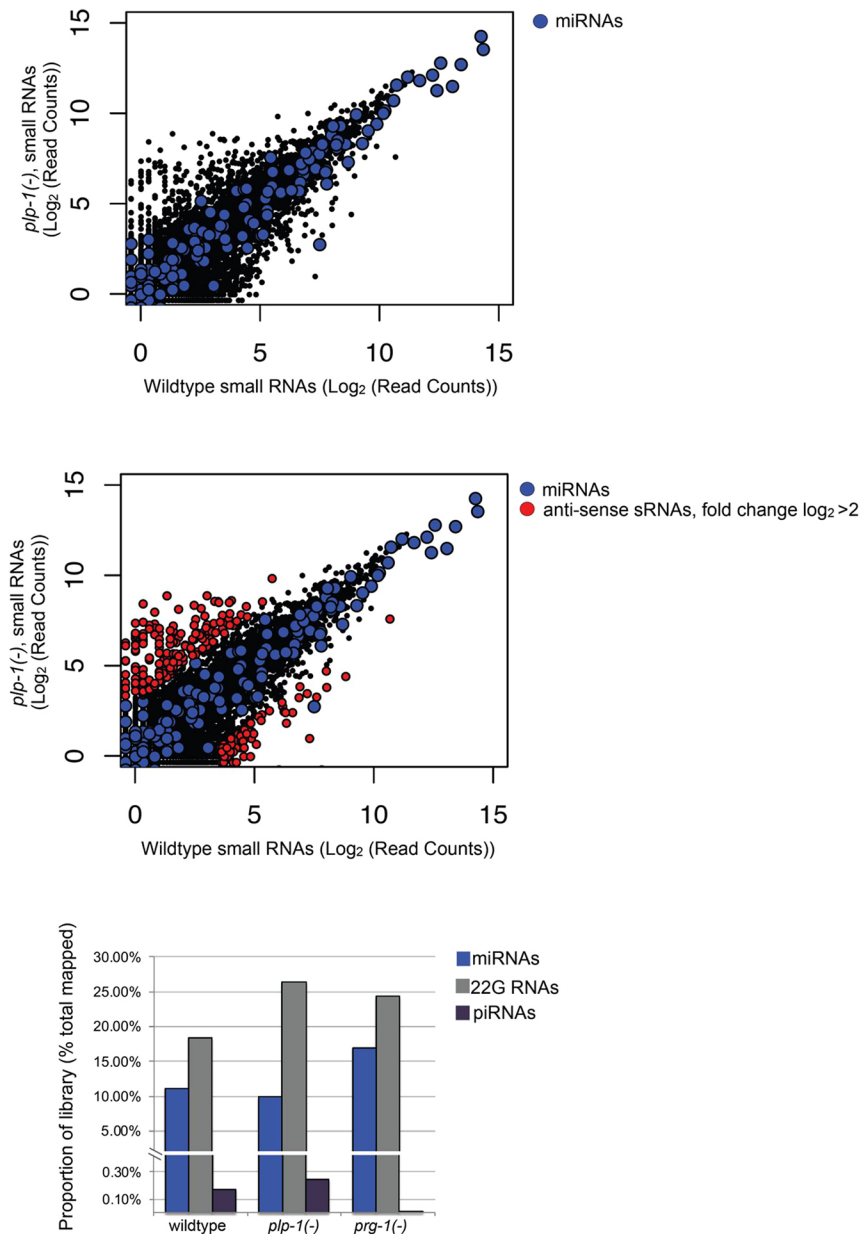 miRNAs
plp-1(-), small RNAs
(Log₂ (Read Counts))
15
10
5
0
0 5 10 15
Wildtype small RNAs (Log₂ (Read Counts))
miRNAs
anti-sense sRNAs, fold change log₂ >2
plp-1(-), small RNAs
(Log₂ (Read Counts))
15
10
5
0
0 5 10 15
Wildtype small RNAs (Log₂ (Read Counts))
Proportion of library (% total mapped)
30.00%
25.00%
20.00%
15.00%
10.00%
5.00%
0.30%
0.10%
miRNAs
22G RNAs
piRNAs
wildtype plp-1(-) prg-1(-)